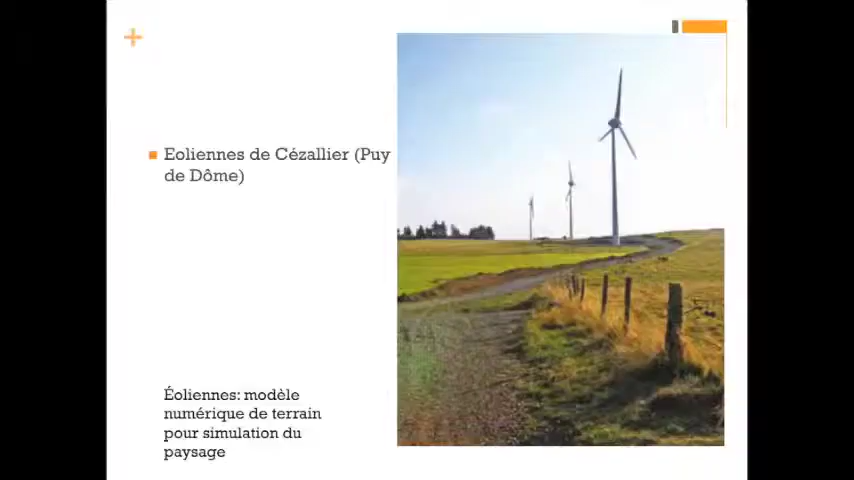 Eoliennes de Cézallier (Puy
de Dôme)
Éoliennes: modèle
numérique de terrain
pour simulation du
paysage